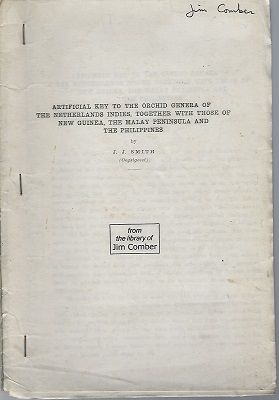 Jim Comber
ARTIFICIAL KEY TO THE ORCHID GENERA OF
THE NETHERLANDS INDIES, TOGETHER WITH THOSE OF
NEW GUINEA, THE MALAY PENINSULA AND
THE PHILIPPINES
by
J. J. SMITH
(Oegstgeest)
from
the library of
Jim Comber